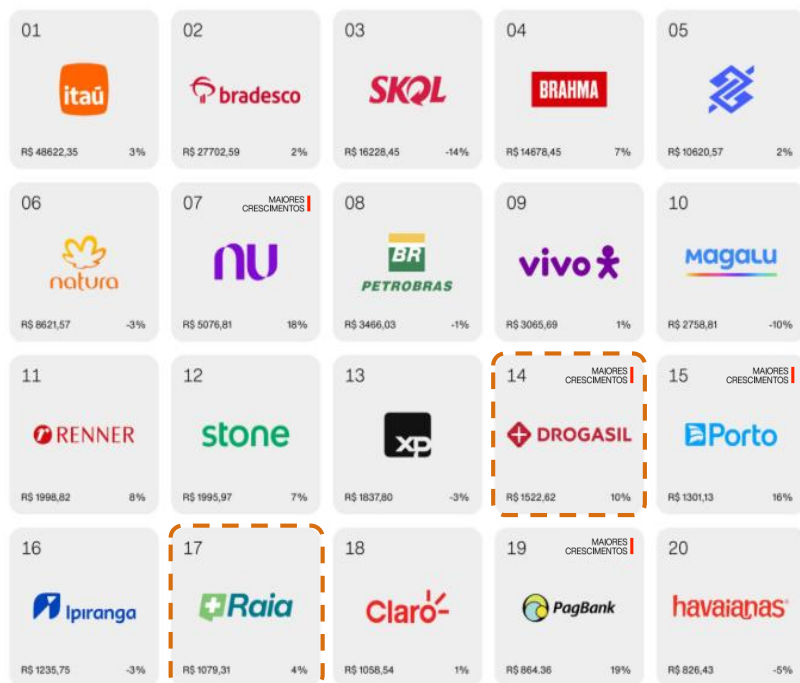 01
itaú
R$ 48622,35 3%
02
bradesco
R$ 27702,59 2%
03
SKOL
R$ 16228,45 -14%
04
BRAHMA
R$ 14678,45 7%
05
R$ 10620,57 2%
06
natura
R$ 8621,57 -3%
07
MAIORES
CRESCIMENTOS
nu
R$ 5076,81 18%
08
BR
PETROBRAS
R$ 3466,03 -1%
09
vivo
R$ 3065,69 1%
10
Magalu
R$ 2758,81 -10%
11
RENNER
R$ 1998,82 8%
12
stone
R$ 1995,97 7%
13
xp
R$ 1837,80 -3%
14
MAIORES
CRESCIMENTOS
DROGASIL
R$ 1522,62 10%
15
MAIORES
CRESCIMENTOS
Porto
R$ 1301,13 16%
16
Ipiranga
R$ 1235,75 -3%
17
Raia
R$ 1079,31 4%
18
Claro
R$ 1058,54 1%
19
MAIORES
CRESCIMENTOS
PagBank
R$ 864.36 19%
20
havaianas
R$ 826,43 -5%